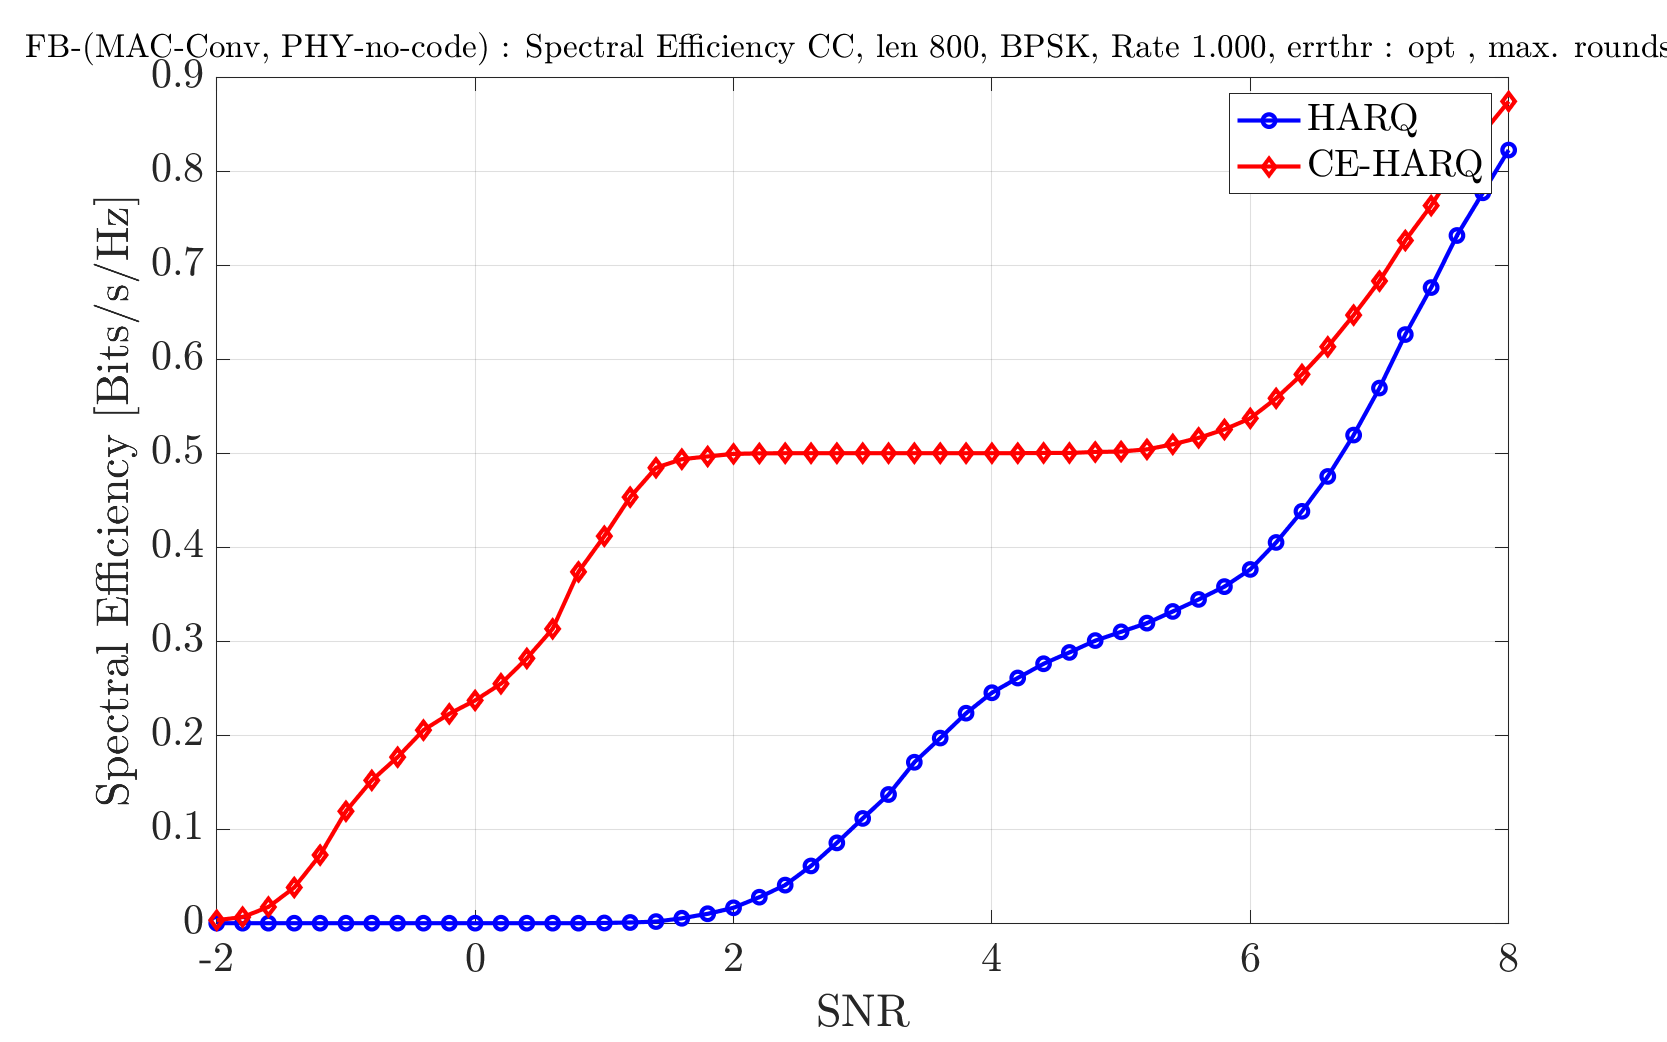 FB-(MAC-Conv, PHY-no-code) : Spectral Efficiency CC, len 800, BPSK, Rate 1.000, errthr : opt , max. rounds
0.9
0.8
0.7
0.6
0.5
0.4
0.3
0.2
0.1
0
Spectral Efficiency [Bits/s/Hz]
HARQ
CE-HARQ
-2 0 2 4 6 8
SNR